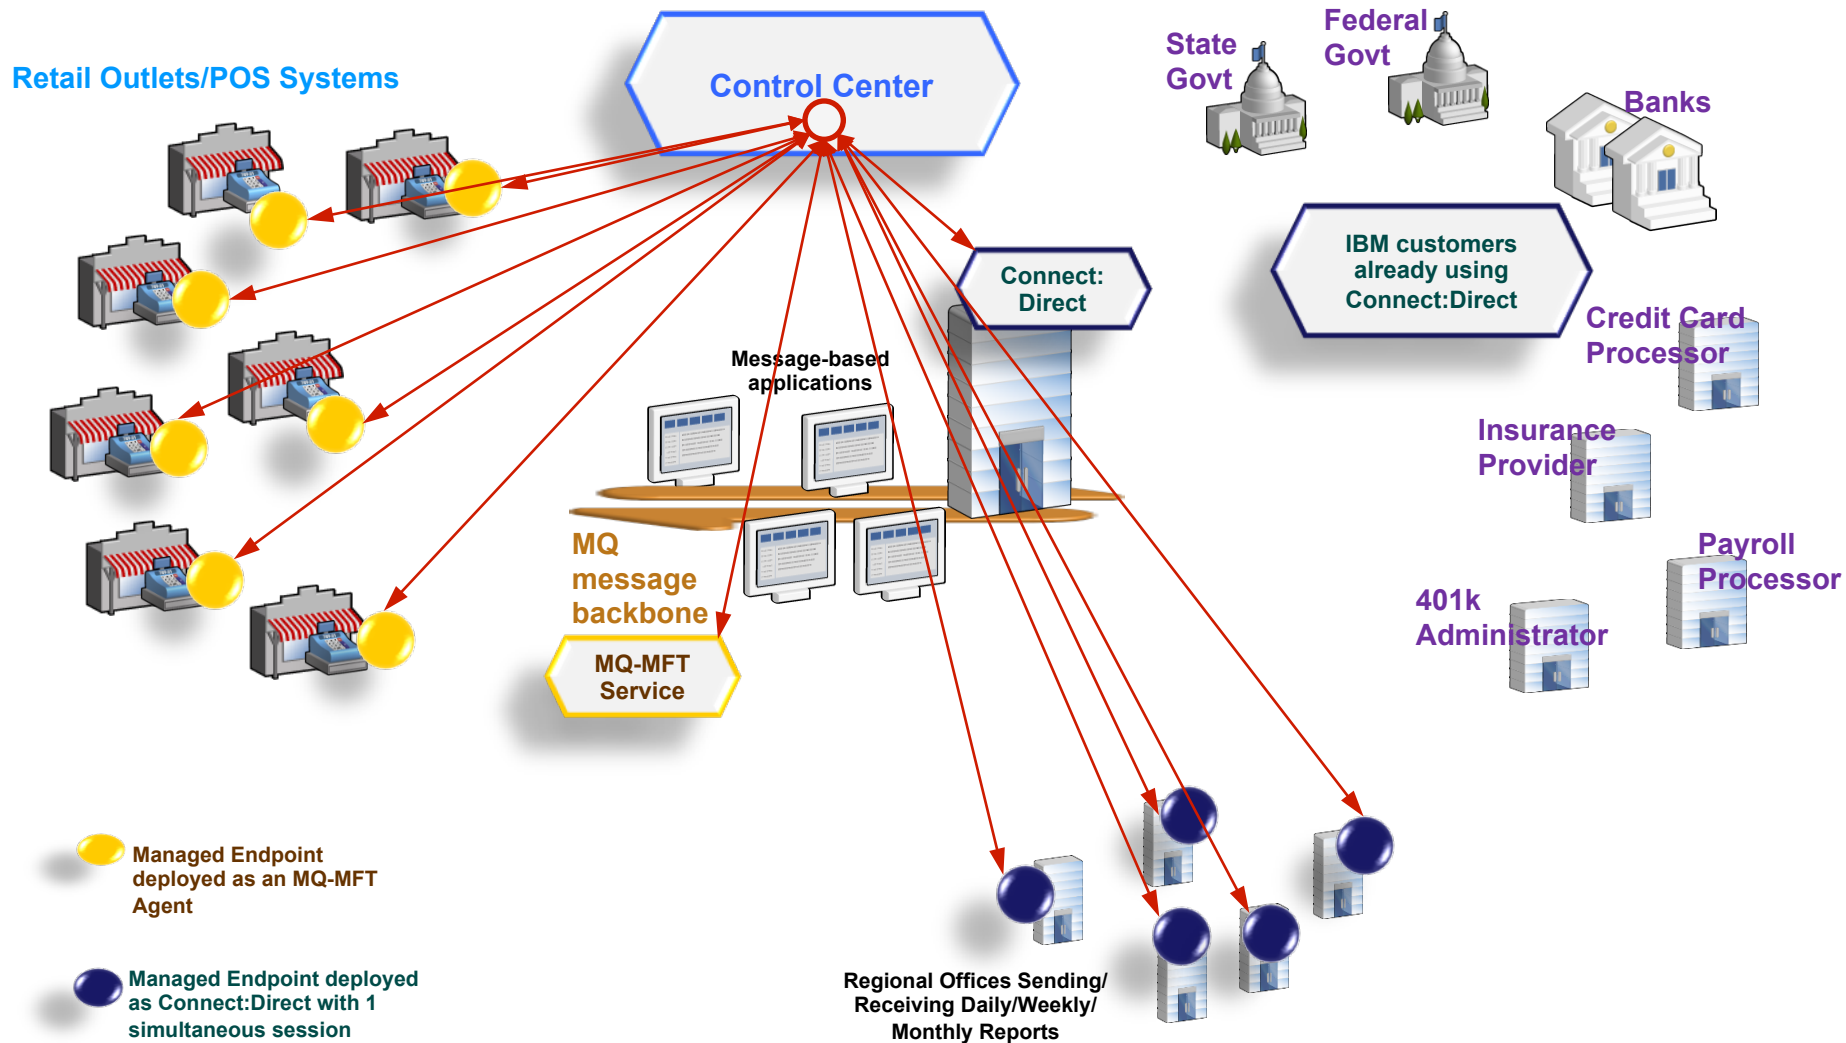 Retail Outlets/POS Systems
Control Center
State
Govt
Federal
Govt
Banks
IBM customers
already using
Connect:Direct
Connect:
Direct
Credit Card
Processor
Message-based
applications
Insurance
Provider
Payroll
Processor
401k
Administrator
MQ
message
backbone
MQ-MFT
Service
Managed Endpoint
deployed as an MQ-MFT
Agent
Managed Endpoint deployed
as Connect:Direct with 1
simultaneous session
Regional Offices Sending/
Receiving Daily/Weekly/
Monthly Reports